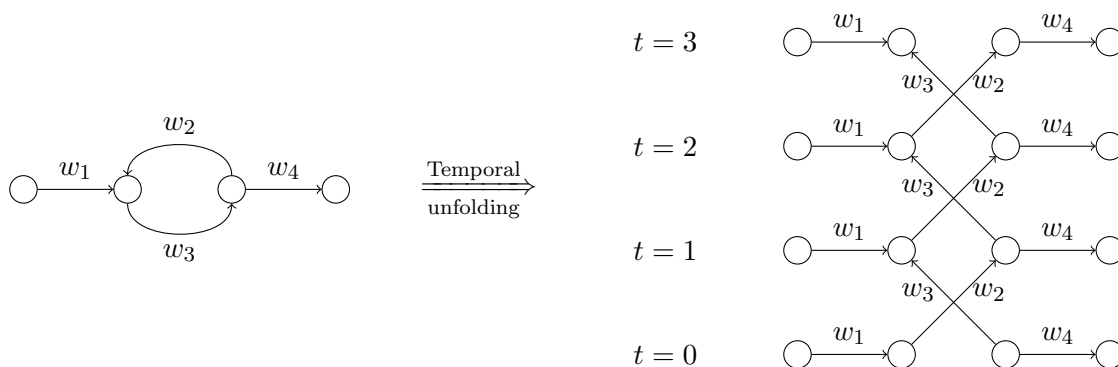 w₂
w₁ w₄
w₃
Temporal
unfolding
t = 3 w₁ w₄
w₃ w₂
t = 2 w₁ w₄
w₃ w₂
t = 1 w₁ w₄
w₃ w₂
t = 0 w₁ w₄